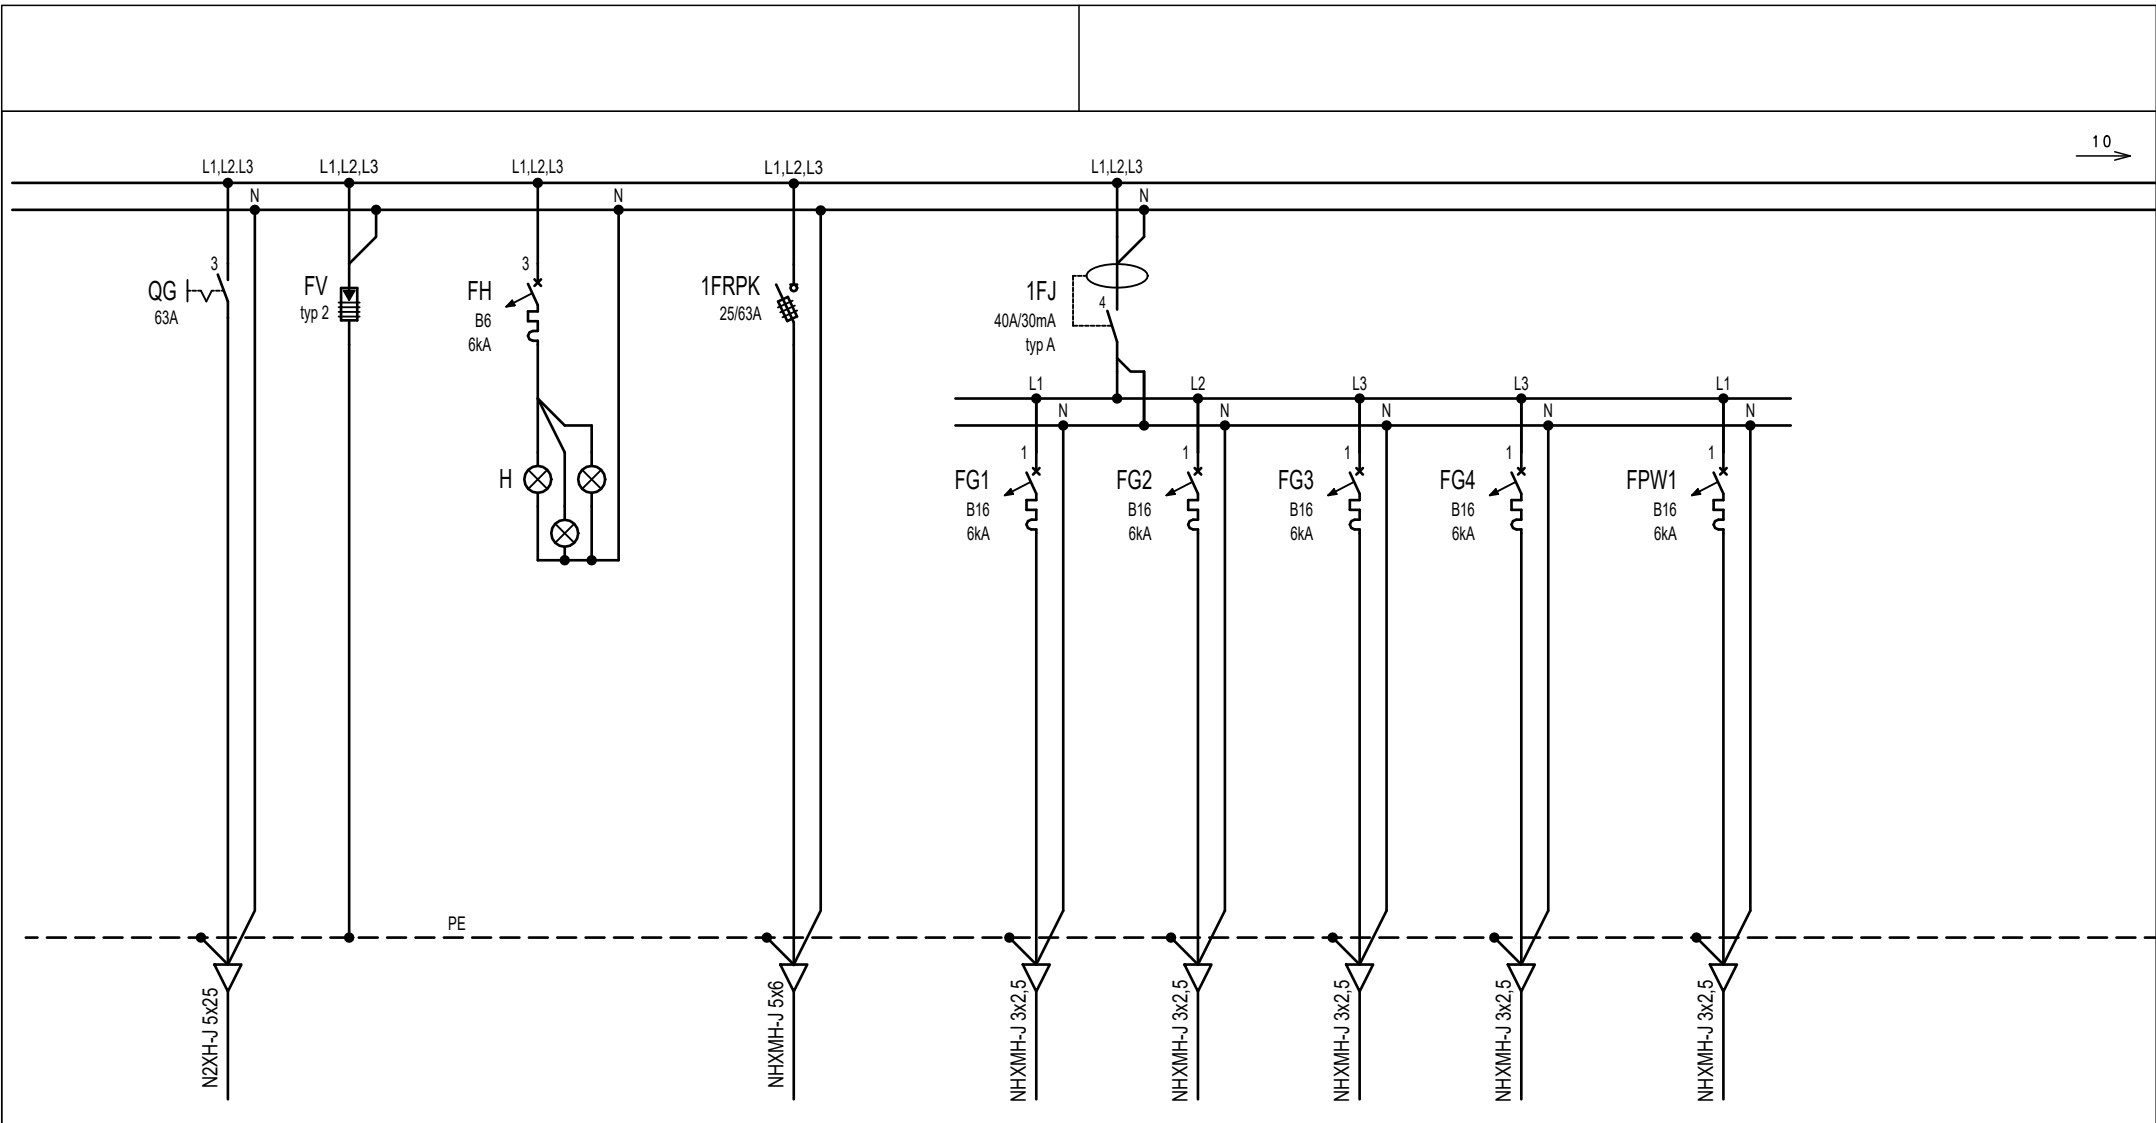 10
L1,L2.L3
L1,L2,L3
L1,L2,L3
L1,L2,L3
L1,L2,L3
N
N
N
3
QG
63A
FV
typ 2
3
FH
B6
6kA
1FRPK
25/63A
1FJ
4
40A/30mA
typ A
L1
L2
L3
L3
L1
N
N
N
N
N
H
1
FG1
B16
6kA
1
FG2
B16
6kA
1
FG3
B16
6kA
1
FG4
B16
6kA
1
FPW1
B16
6kA
PE
N2XH-J 5x25
NHXMH-J 5x6
NHXMH-J 3x2,5
NHXMH-J 3x2,5
NHXMH-J 3x2,5
NHXMH-J 3x2,5
NHXMH-J 3x2,5